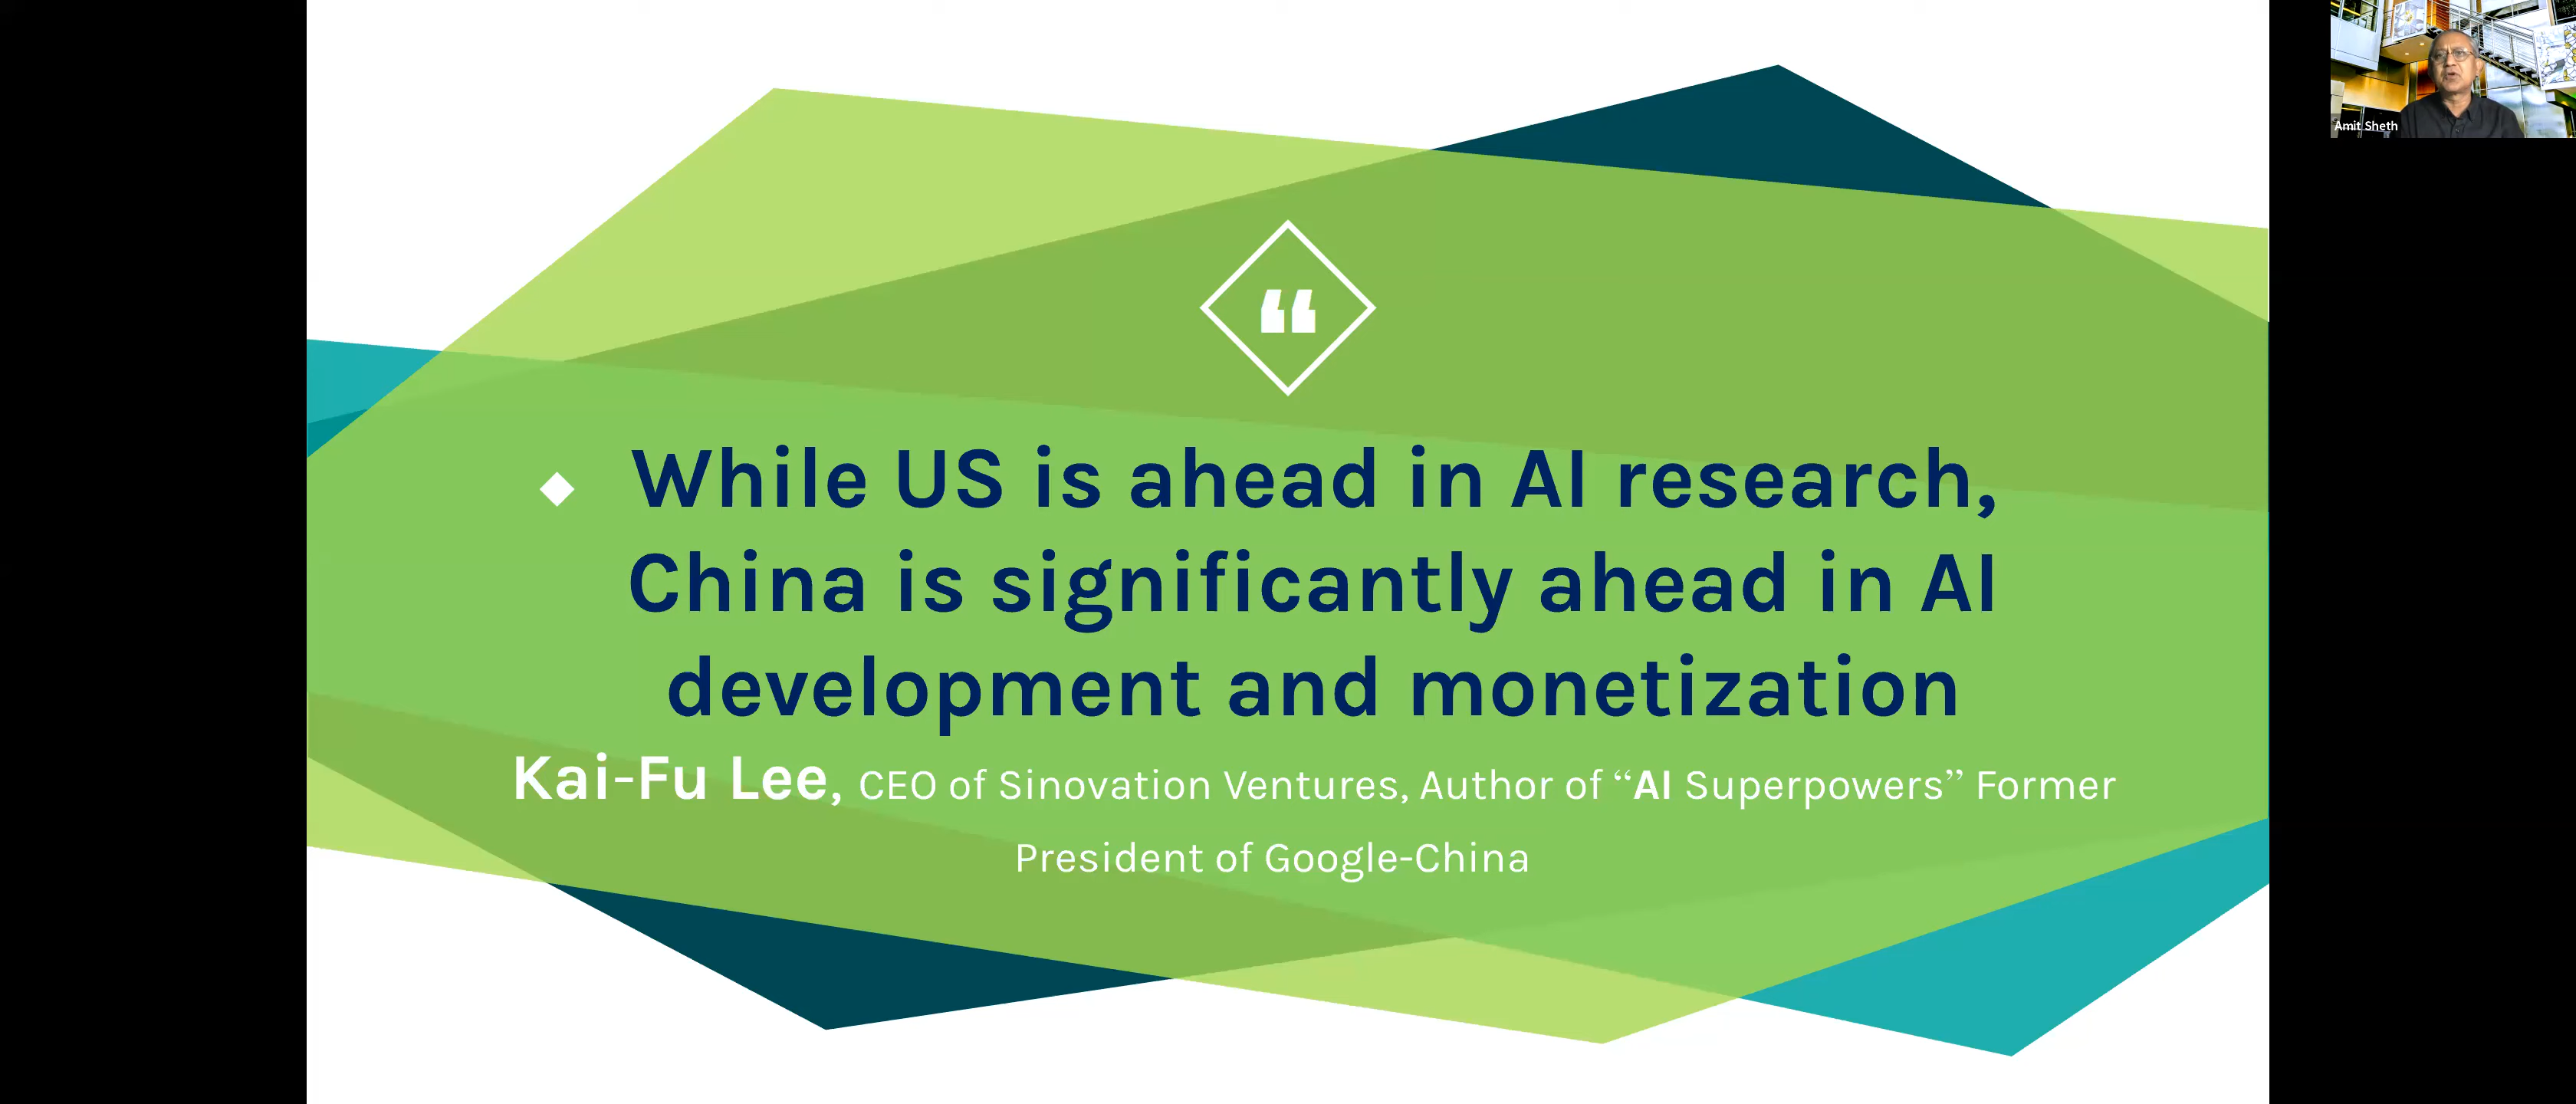 ❝
While US is ahead in AI research,
China is significantly ahead in AI
development and monetization
Kai-Fu Lee, CEO of Sinovation Ventures, Author of “AI Superpowers” Former
President of Google-China
Amit Sheth